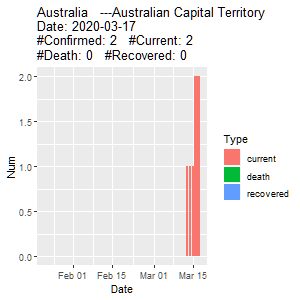 Australia   ---Australian Capital Territory
Date: 2020-03-17
#Confirmed: 2   #Current: 2
#Death: 0   #Recovered: 0
2.0
1.5
1.0
0.5
0.0
Num
Feb 01
Feb 15
Mar 01
Mar 15
Date
Type
current
death
recovered